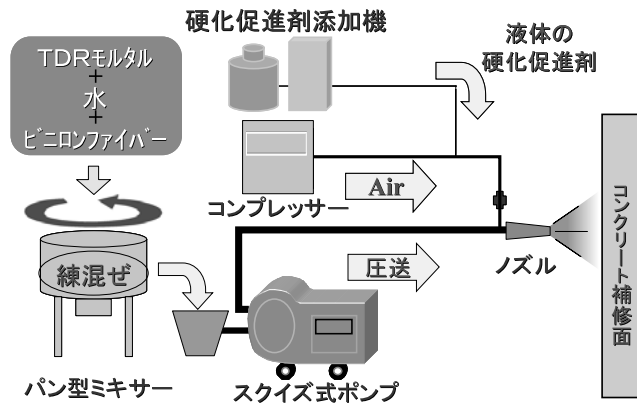 硬化促進剤添加機
液体の
硬化促進剤
TDRモルタル
+
水
+
ビニロンファイバー
コンプレッサー
Air
コンクリート補修面
練混ぜ
圧送
ノズル
パン型ミキサー
スクイズ式ポンプ